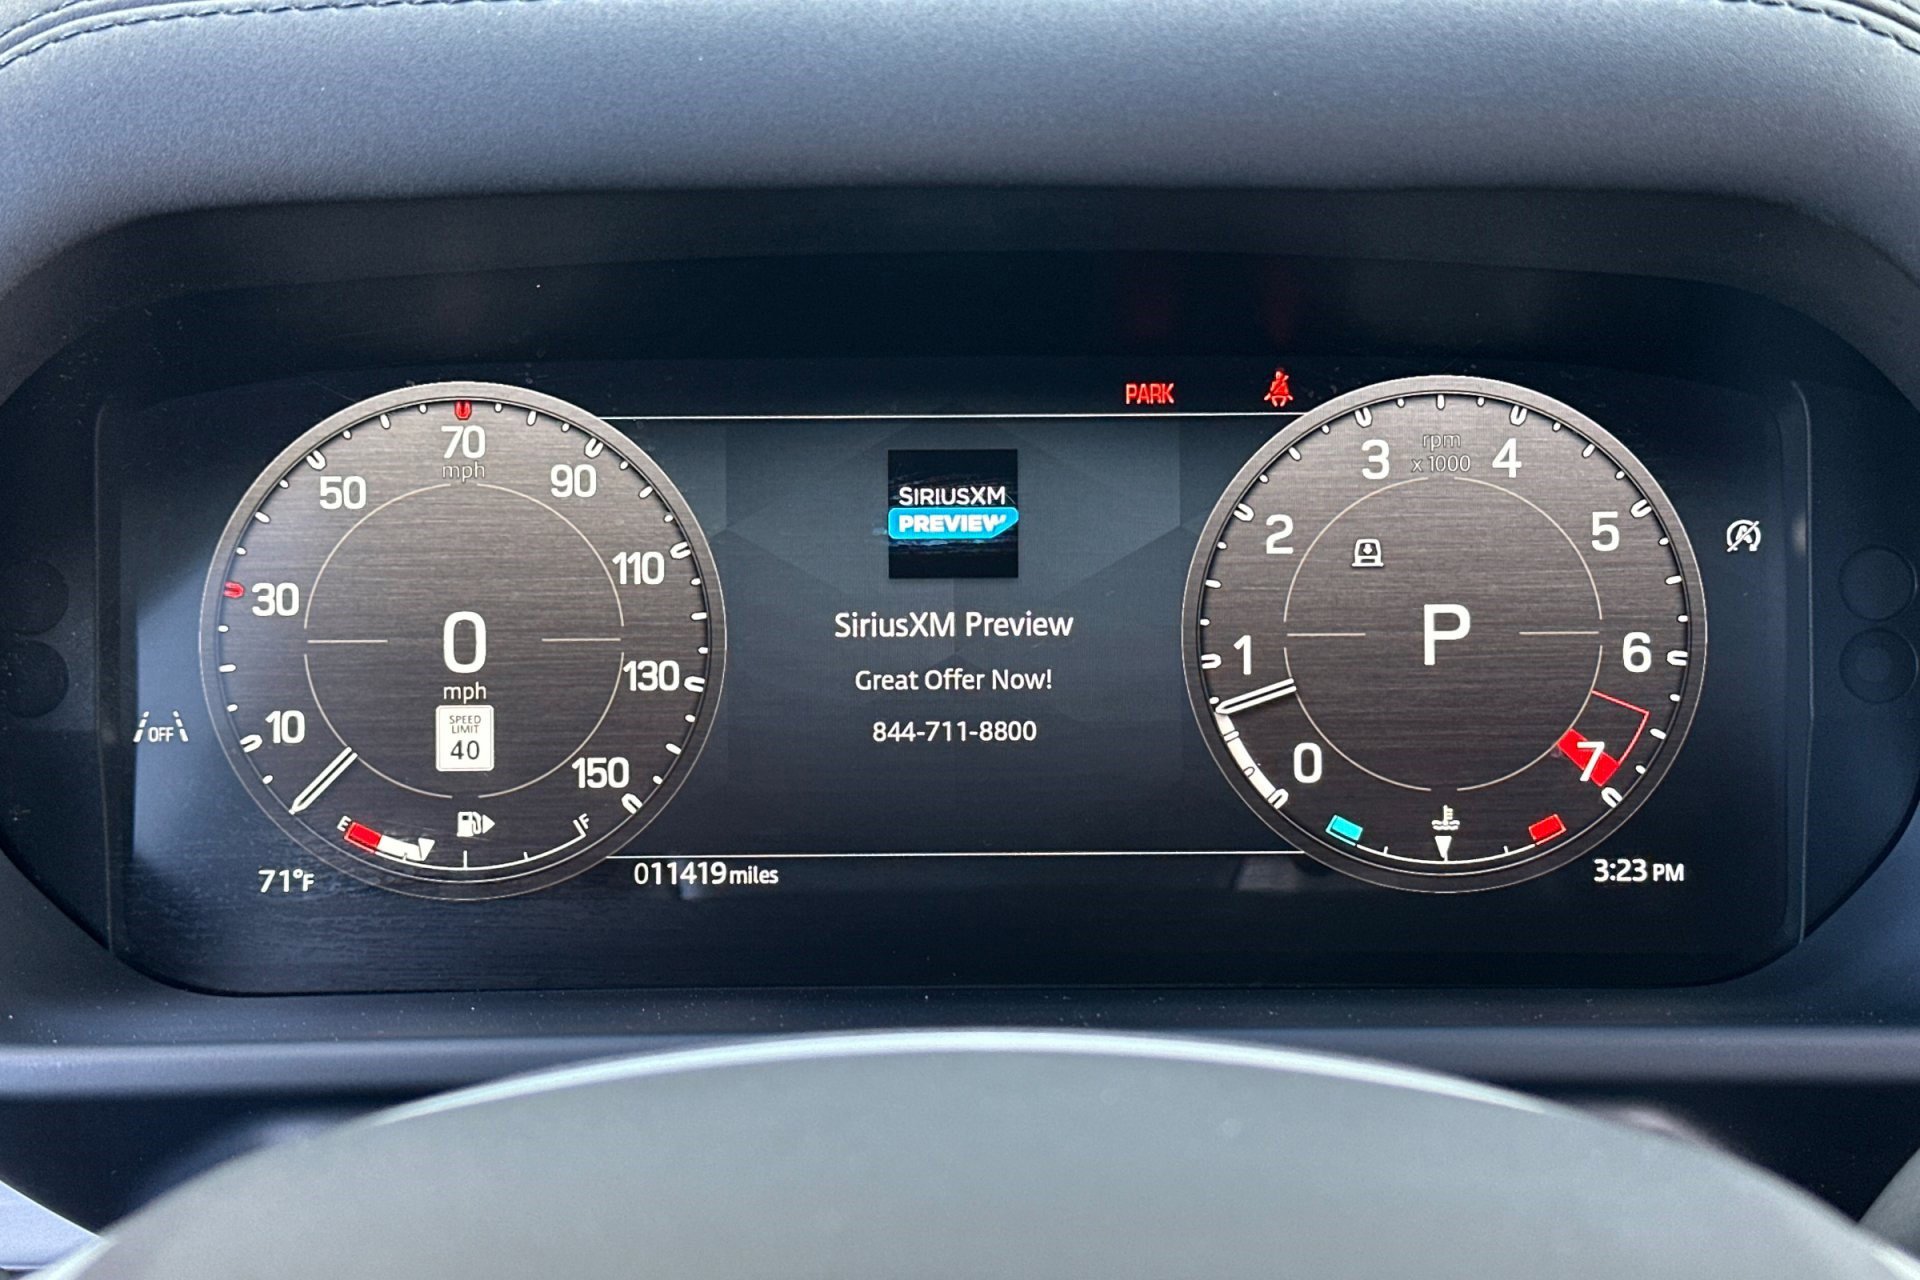 PARK
70
mph
50
90
30
110
10
130
150
0
mph
SPEED
LIMIT
40
E
F
OFF
71°F
011419 miles
SIRIUSXM
PREVIEW
SiriusXM Preview
Great Offer Now!
844-711-8800
rpm
x 1000
3
4
2
5
1
6
0
7
P
3:23 PM